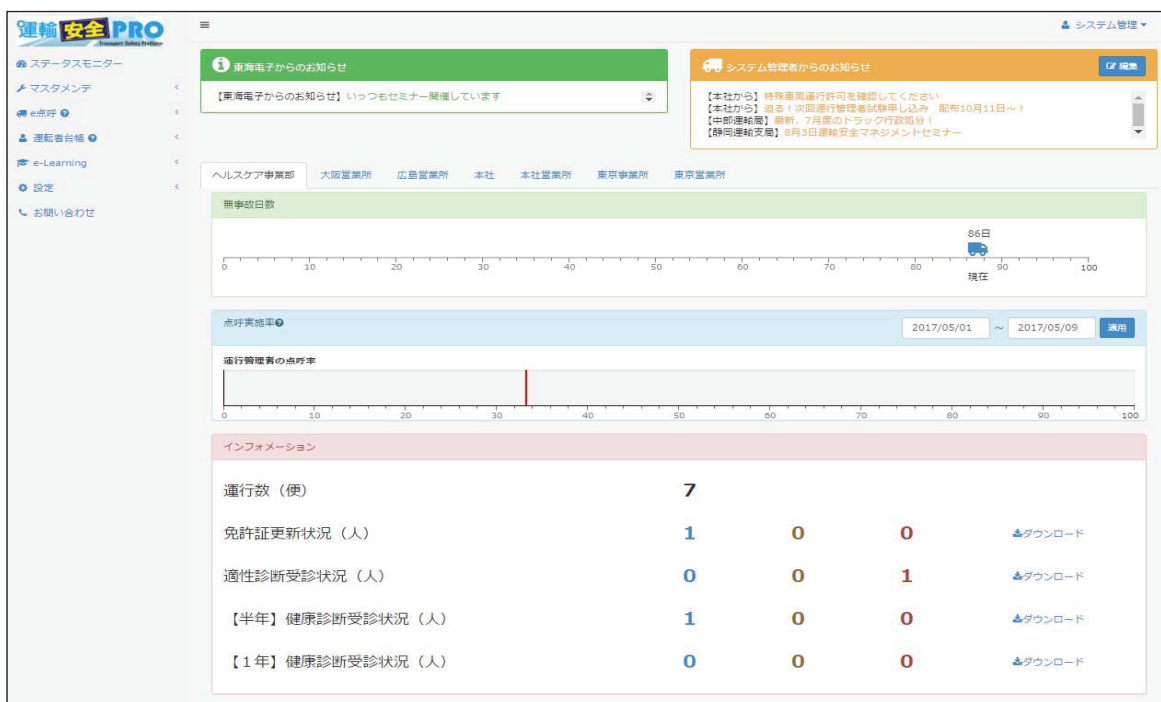 運輸安全PRO
Transport Safety Platform
システム管理
ステータスモニター
マスタメンテ
e点呼
運転者台帳
e-Learning
設定
お問い合わせ
東海電子からのお知らせ
【東海電子からのお知らせ】いっつもセミナー開催しています
システム管理者からのお知らせ
編集
【本社から】特殊車両通行許可を確認してください
【本社から】迫る！次回運行管理者試験申し込み 配布10月11日～！
【中部運輸局】最新．7月度のトラック行政処分！
【静岡運輸支局】8月3日運輸安全マネジメントセミナー
ヘルスケア事業部 大阪営業所 広島営業所 本社 本社営業所 東京事業所 東京営業所
無事故日数
86日
0 10 20 30 40 50 60 70 80 90 100
現在
点呼実施率
2017/05/01 ～ 2017/05/09 適用
運行管理者の点呼率
0 10 20 30 40 50 60 70 80 90 100
インフォメーション
運行数（便） 7
免許証更新状況（人） 1 0 0 ダウンロード
適性診断受診状況（人） 0 0 1 ダウンロード
【半年】健康診断受診状況（人） 1 0 0 ダウンロード
【１年】健康診断受診状況（人） 0 0 0 ダウンロード